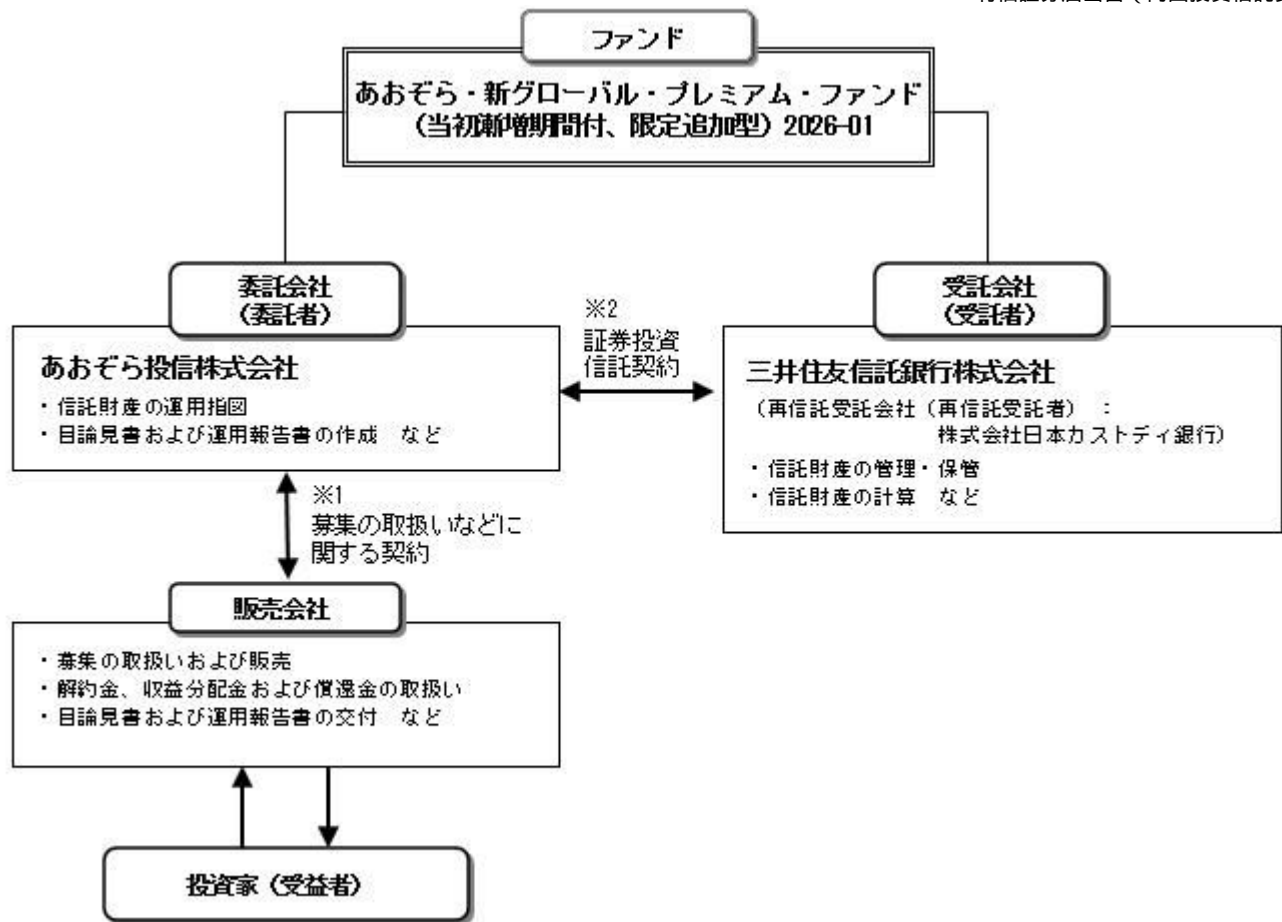 ファンド
あおぞら・新グローバル・プレミアム・ファンド
（当初漸増期間付、限定追加型）2026-01
委託会社
（委託者）
受託会社
（受託者）
※2
証券投資
信託契約
あおぞら投信株式会社
・信託財産の運用指図
・目論見書および運用報告書の作成　など
三井住友信託銀行株式会社
（再信託受託会社（再信託受託者）　：
株式会社日本カストディ銀行）
・信託財産の管理・保管
・信託財産の計算　など
※1
募集の取扱いなどに
関する契約
販売会社
・募集の取扱いおよび販売
・解約金、収益分配金および償還金の取扱い
・目論見書および運用報告書の交付　など
投資家（受益者）